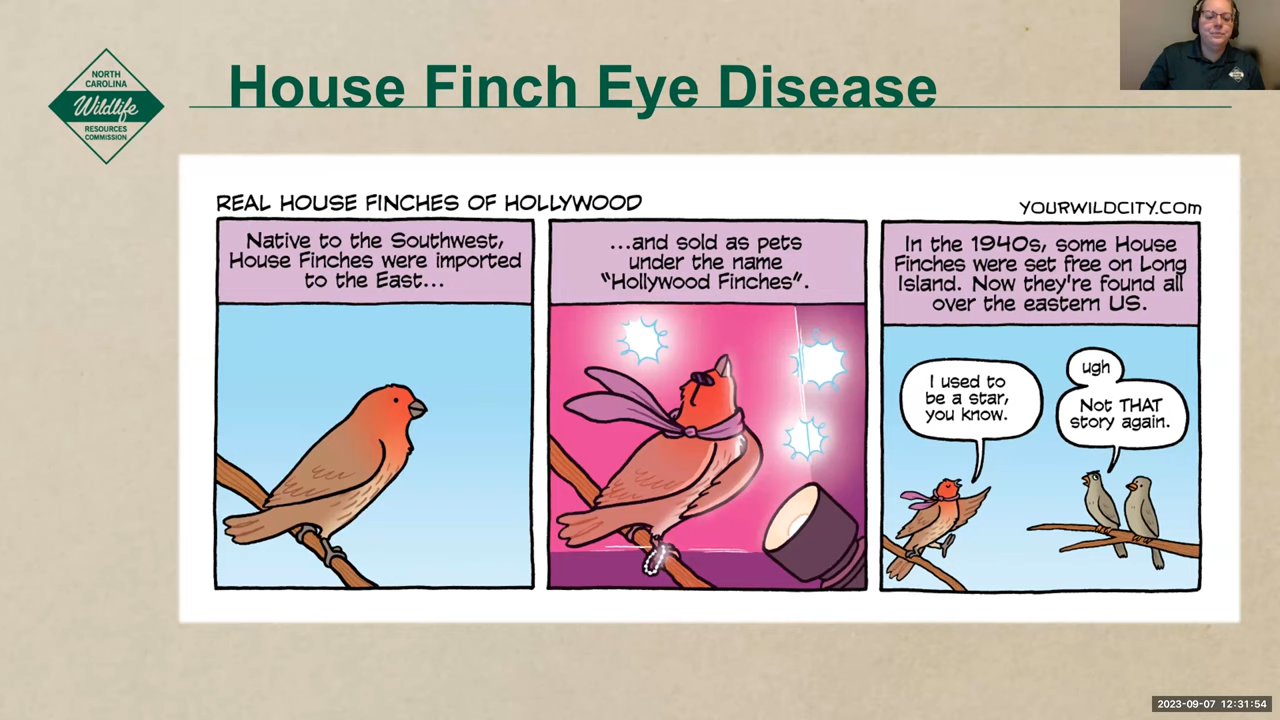 House Finch Eye Disease
NORTH
CAROLINA
Wildlife
RESOURCES
COMMISSION
REAL HOUSE FINCHES OF HOLLYWOOD
YOURWILDCITY.COm
Native to the Southwest,
House Finches were imported
to the East...
...and sold as pets
under the name
"Hollywood Finches".
In the 1940s, some House
Finches were set free on Long
Island. Now they're found all
over the eastern US.
I used to
be a star,
you know.
ugh
Not THAT
story again.
2023-09-07 12:31:54